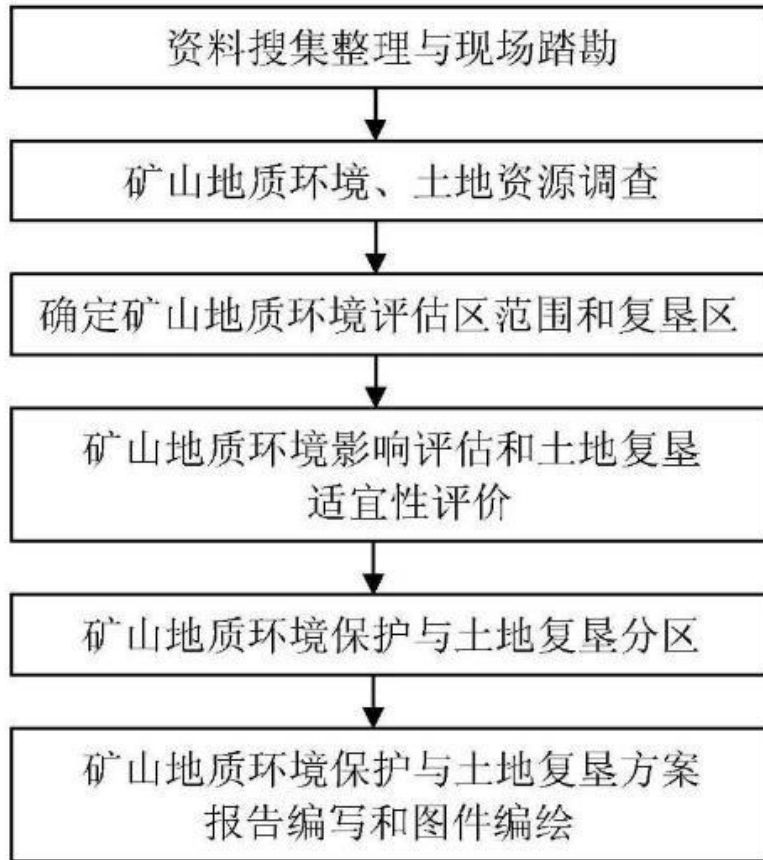 资料搜集整理与现场踏勘
矿山地质环境、土地资源调查
确定矿山地质环境评估区范围和复垦区
矿山地质环境影响评估和土地复垦
适宜性评价
矿山地质环境保护与土地复垦分区
矿山地质环境保护与土地复垦方案
报告编写和图件编绘